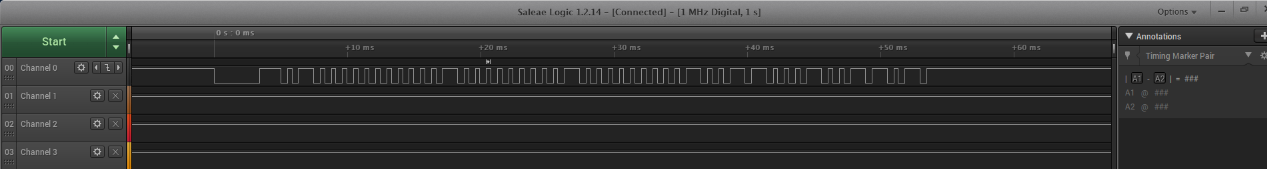 Saleae Logic 1.2.14 - [Connected] - [1 MHz Digital, 1 s]
Options
Start
0 s : 0 ms
+10 ms
+20 ms
+30 ms
+40 ms
+50 ms
+60 ms
Annotations
Timing Marker Pair
| A1 - A2 | = ###
A1 @ ###
A2 @ ###
00 Channel 0
01 Channel 1
02 Channel 2
03 Channel 3